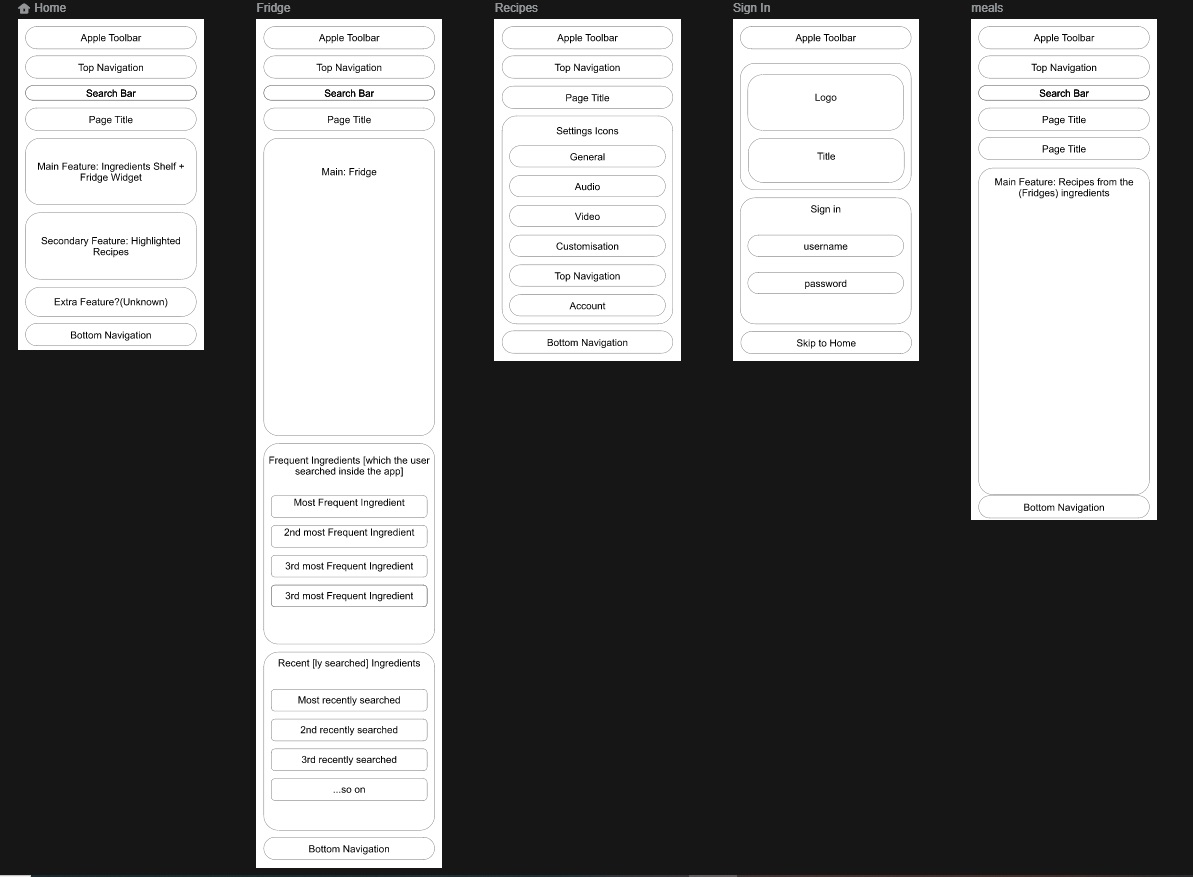 Home
Apple Toolbar
Top Navigation
Search Bar
Page Title
Main Feature: Ingredients Shelf +
Fridge Widget
Secondary Feature: Highlighted
Recipes
Extra Feature?(Unknown)
Bottom Navigation
Fridge
Apple Toolbar
Top Navigation
Search Bar
Page Title
Main: Fridge
Frequent Ingredients [which the user
searched inside the app]
Most Frequent Ingredient
2nd most Frequent Ingredient
3rd most Frequent Ingredient
3rd most Frequent Ingredient
Recent [ly searched] Ingredients
Most recently searched
2nd recently searched
3rd recently searched
...so on
Bottom Navigation
Recipes
Apple Toolbar
Top Navigation
Page Title
Settings Icons
General
Audio
Video
Customisation
Top Navigation
Account
Bottom Navigation
Sign In
Apple Toolbar
Logo
Title
Sign in
username
password
Skip to Home
meals
Apple Toolbar
Top Navigation
Search Bar
Page Title
Page Title
Main Feature: Recipes from the
(Fridges) ingredients
Bottom Navigation